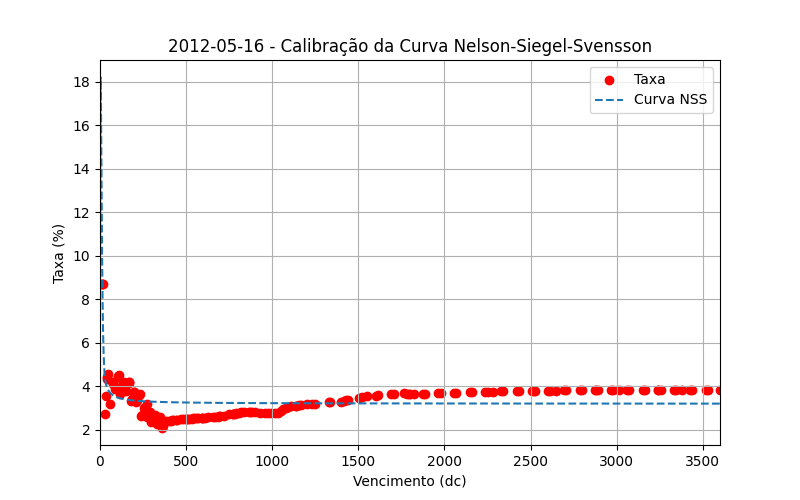 2012-05-16 - Calibração da Curva Nelson-Siegel-Svensson
Taxa
Curva NSS
Taxa (%)
18
16
14
12
10
8
6
4
2
0 500 1000 1500 2000 2500 3000 3500
Vencimento (dc)